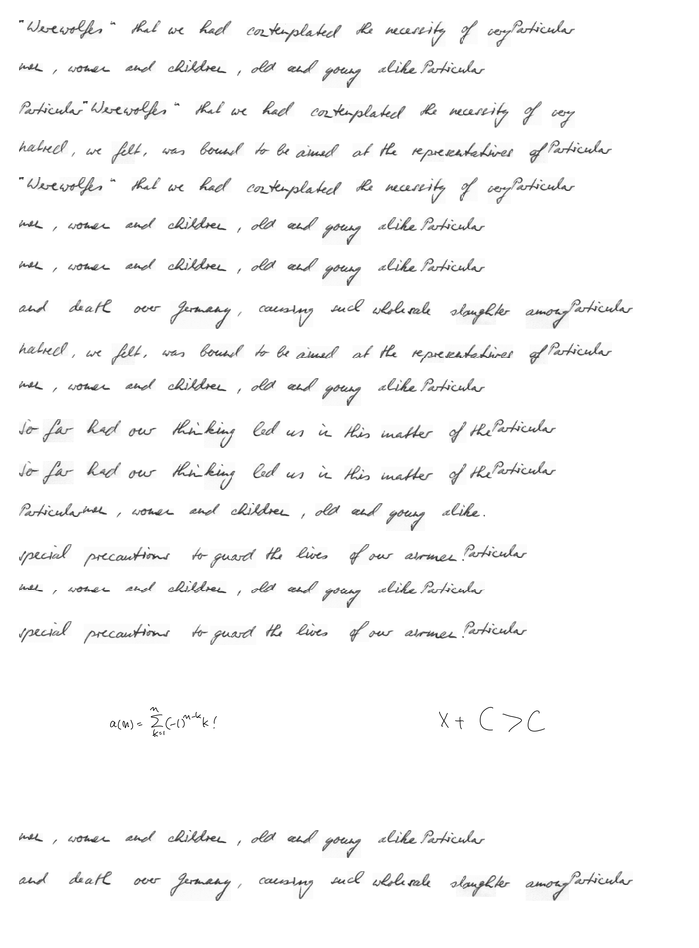 "Werewolfes" that we had contemplated the necessity of very Particular
men, women and children, old and young alike Particular
Particular "Werewolfes" that we had contemplated the necessity of very
hatred, we felt, was bound to be aimed at the representatives of Particular
"Werewolfes" that we had contemplated the necessity of very Particular
men, women and children, old and young alike Particular
men, women and children, old and young alike Particular
and death over Germany, causing such wholesale slaughter among Particular
hatred, we felt, was bound to be aimed at the representatives of Particular
men, women and children, old and young alike Particular
So far had our thinking led us in this matter of the Particular
So far had our thinking led us in this matter of the Particular
Particular men, women and children, old and young alike.
special precautions to guard the lives of our airmen. Particular
men, women and children, old and young alike Particular
special precautions to guard the lives of our airmen. Particular
a(n) = \sum_{k=1}^{n} (-1)^{n-k} k! X + C > C
men, women and children, old and young alike Particular
and death over Germany, causing such wholesale slaughter among Particular